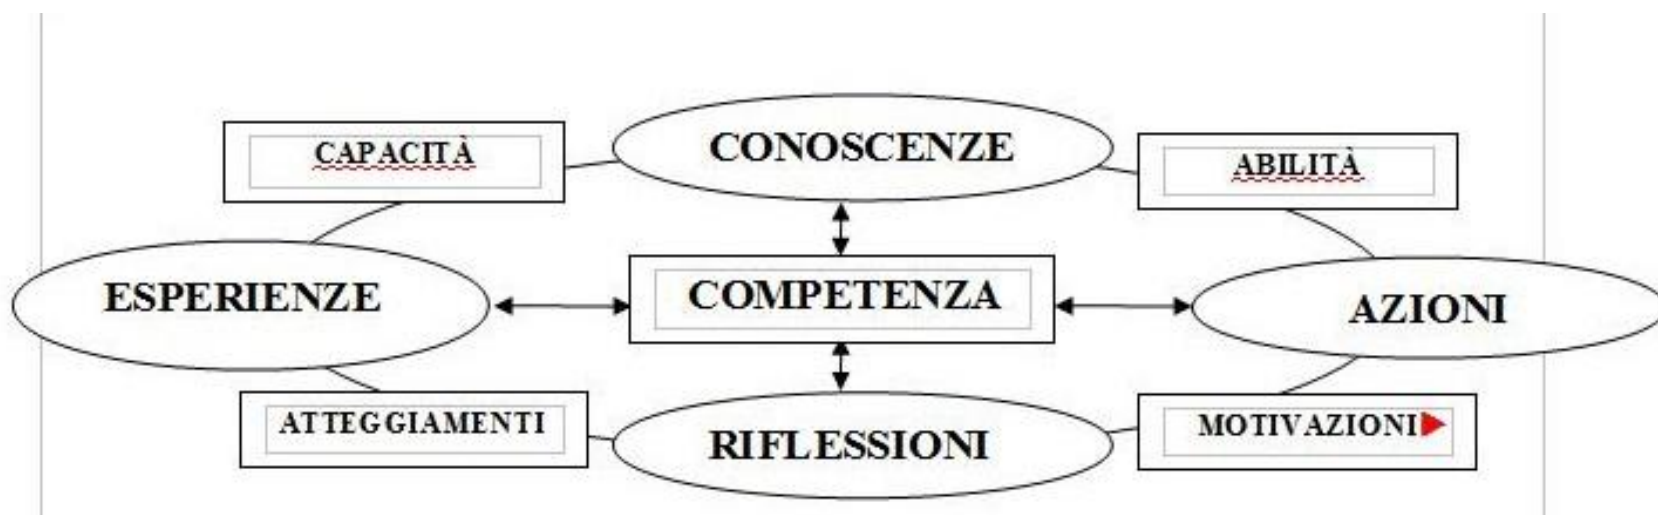 CONOSCENZE
CAPACITÀ
ABILITÀ
ESPERIENZE
COMPETENZA
AZIONI
ATTEGGIAMENTI
RIFLESSIONI
MOTIVAZIONI